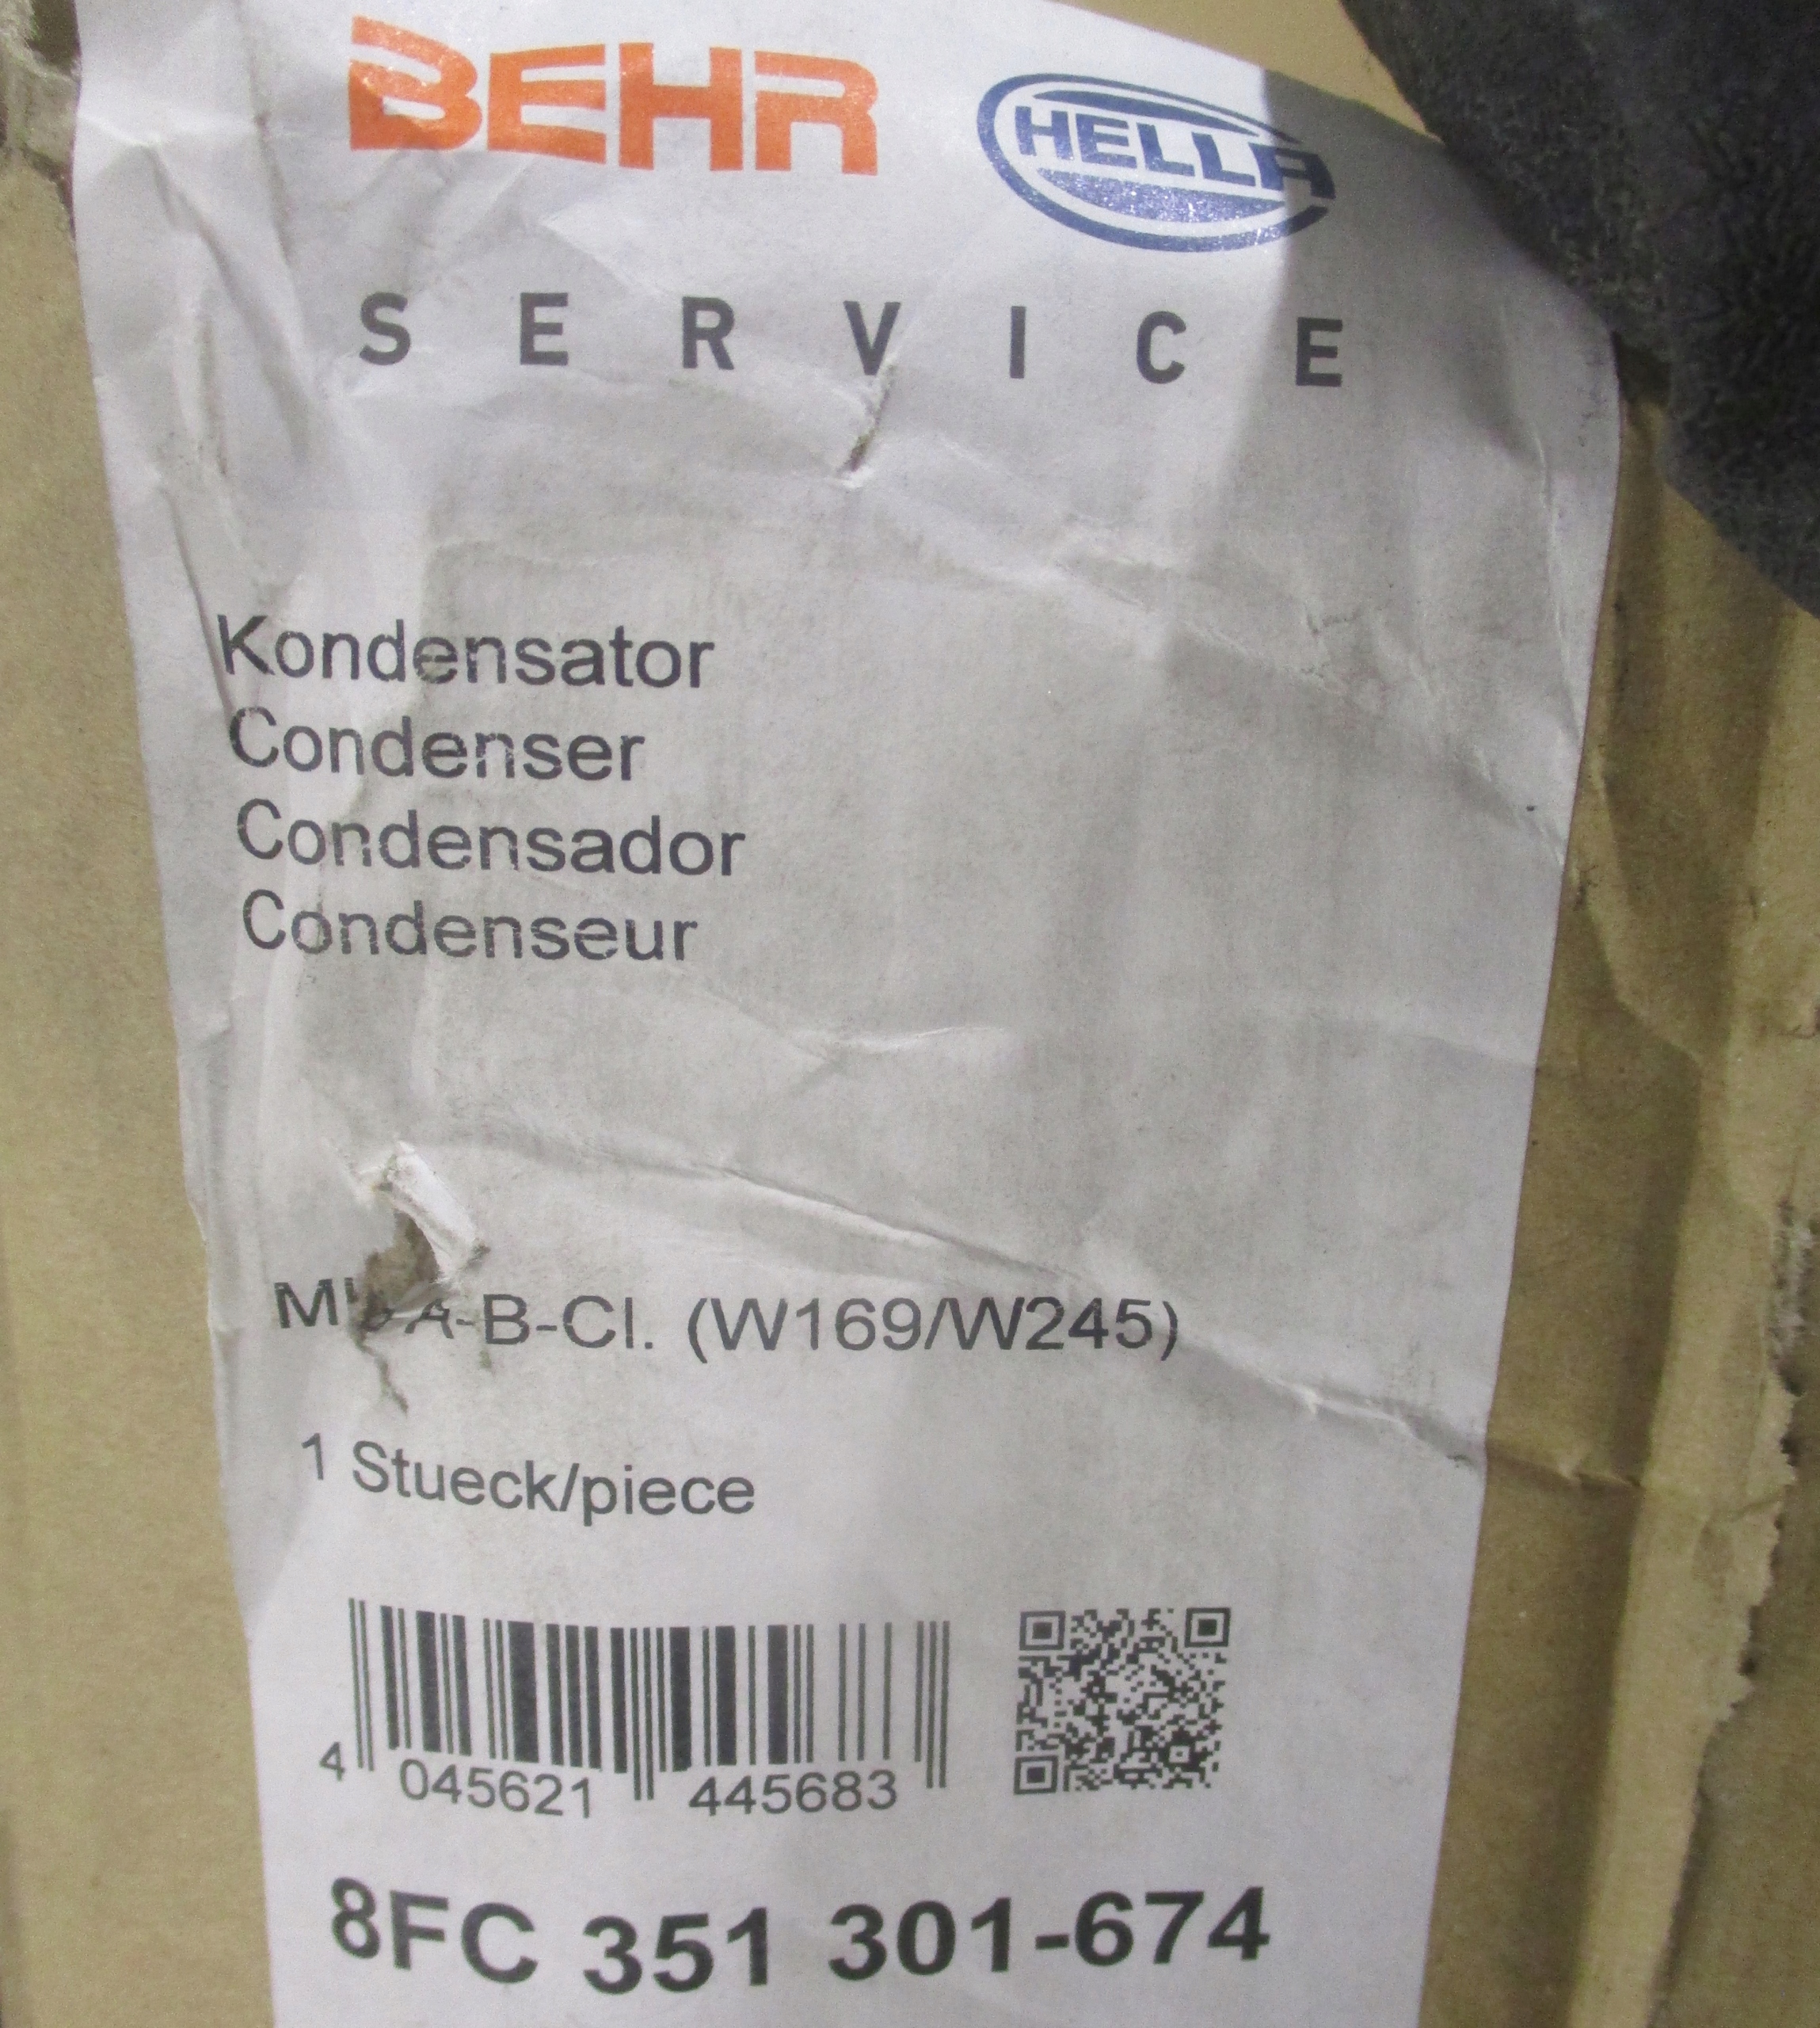 BEHR HELLA
SERVICE
Kondensator
Condenser
Condensador
Condenseur
A-B-Cl. (W169/W245)
1 Stueck/piece
4 045621 445683
8FC 351 301-674